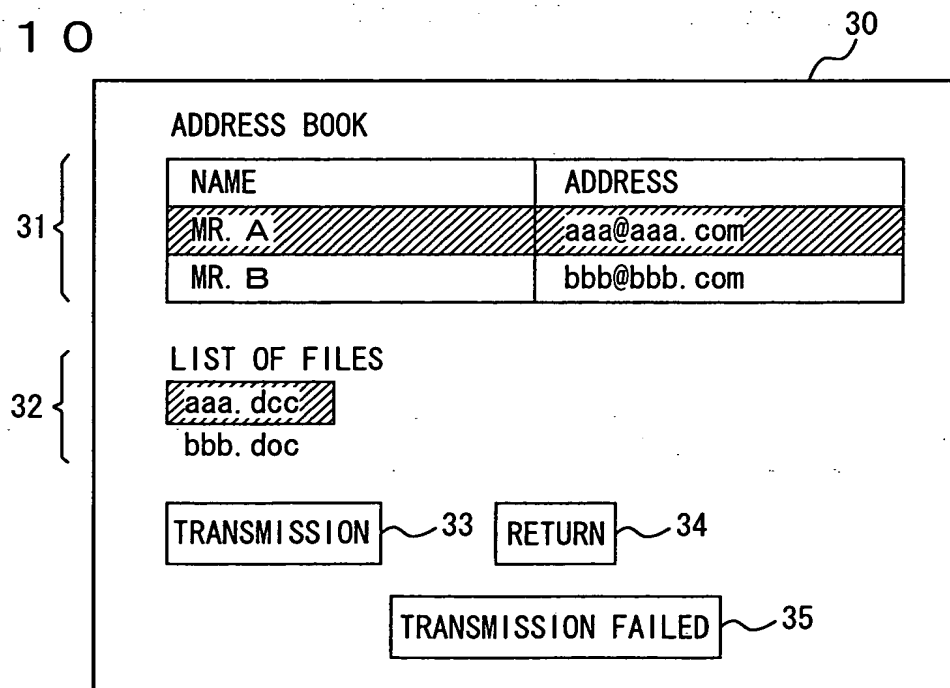 10
30
ADDRESS BOOK
NAME ADDRESS
31
MR. A aaa@aaa.com
MR. B bbb@bbb.com
LIST OF FILES
32
aaa.dcc
bbb.doc
TRANSMISSION 33 RETURN 34
TRANSMISSION FAILED 35